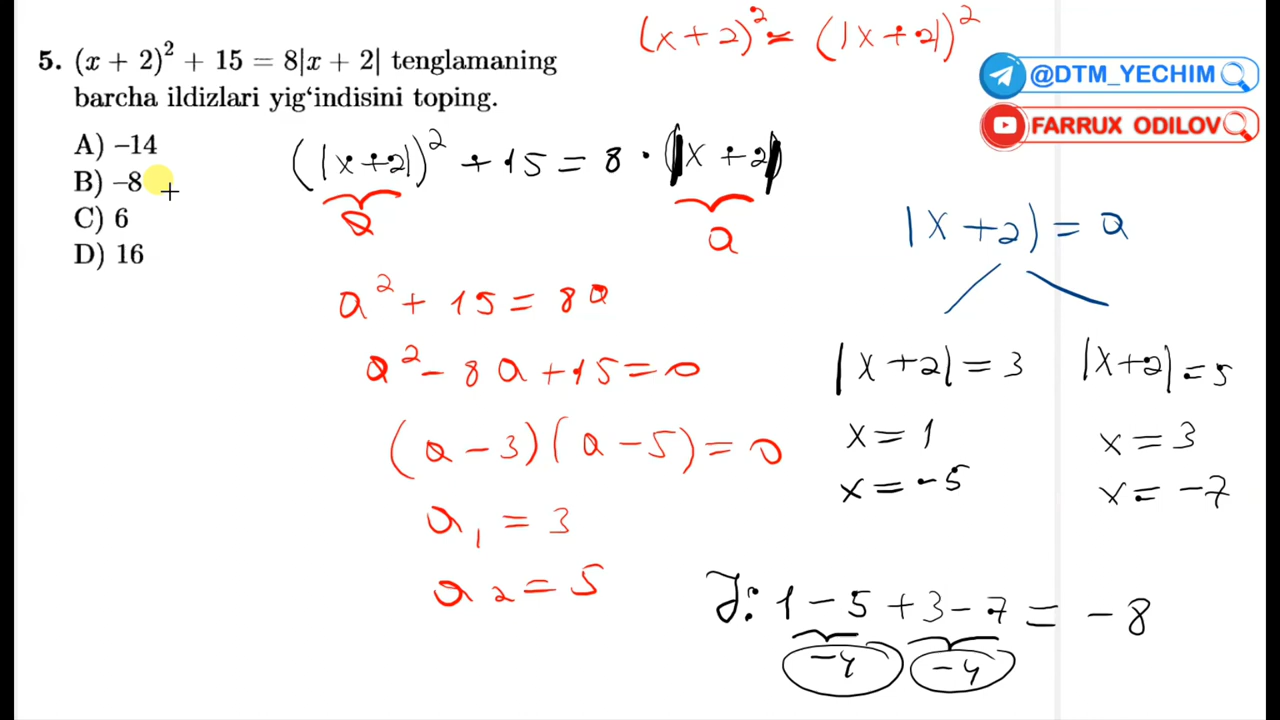 (x+2)² = (|x+2|)²
5. (x + 2)² + 15 = 8|x + 2| tenglamaning
barcha ildizlari yig‘indisini toping.
@DTM_YECHIM
FARRUX ODILOV
A) –14
B) –8
C) 6
D) 16
(|x+2|)² + 15 = 8 · |x+2|
a
a
|x+2| = a
a² + 15 = 8a
a² - 8a + 15 = 0
|x+2| = 3
|x+2| = 5
(a - 3)(a - 5) = 0
x = 1
x = 3
x = -5
x = -7
a₁ = 3
a₂ = 5
J: 1 - 5 + 3 - 7 = -8
-4
-4